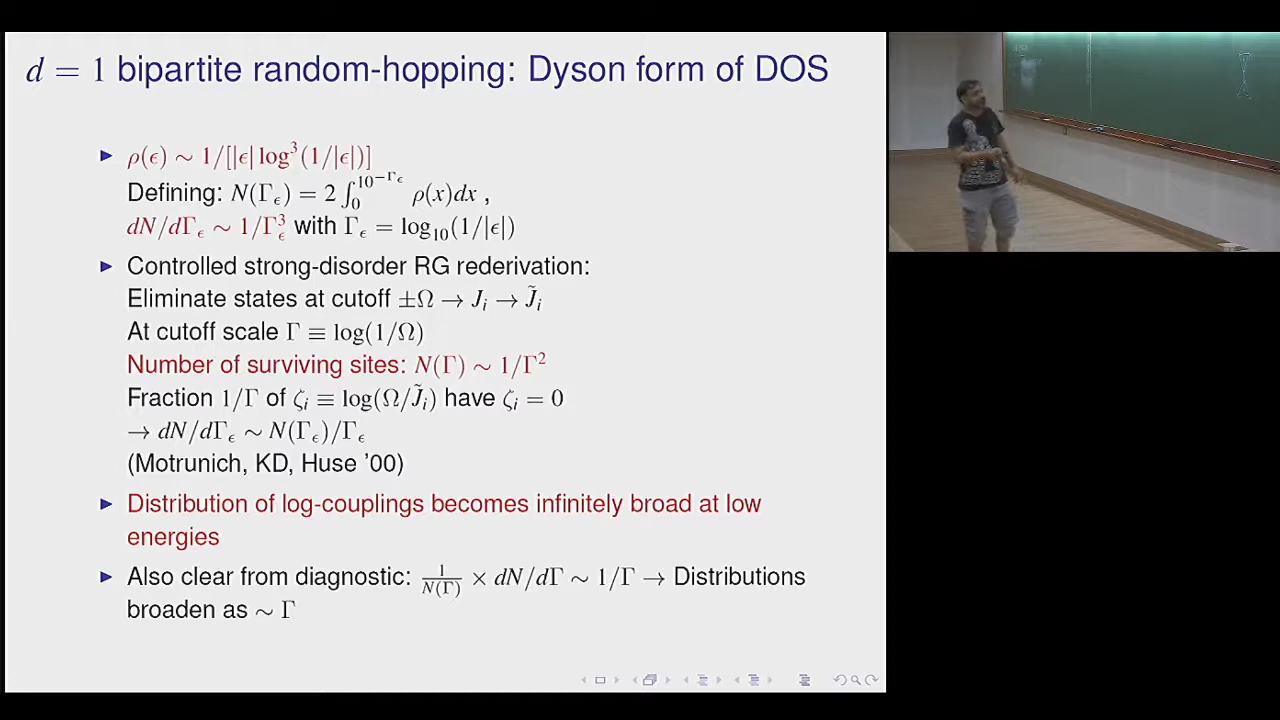 d = 1 bipartite random-hopping: Dyson form of DOS
▶ ρ(ϵ) ∼ 1/[|ϵ| log³(1/|ϵ|)]
Defining: N(Γ_ϵ) = 2 ∫₀^{10^{−Γ_ϵ}} ρ(x)dx ,
dN/dΓ_ϵ ∼ 1/Γ_ϵ³ with Γ_ϵ = log₁₀(1/|ϵ|)
▶ Controlled strong-disorder RG rederivation:
Eliminate states at cutoff ±Ω → J_i → J̃_i
At cutoff scale Γ ≡ log(1/Ω)
Number of surviving sites: N(Γ) ∼ 1/Γ²
Fraction 1/Γ of ζ_i ≡ log(Ω/J̃_i) have ζ_i = 0
→ dN/dΓ_ϵ ∼ N(Γ_ϵ)/Γ_ϵ
(Motrunich, KD, Huse '00)
▶ Distribution of log-couplings becomes infinitely broad at low
energies
▶ Also clear from diagnostic: 1/N(Γ) × dN/dΓ ∼ 1/Γ → Distributions
broaden as ∼ Γ